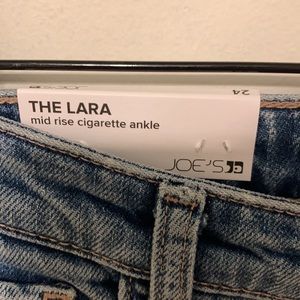 THE LARA
mid rise cigarette ankle
JOE'S
24